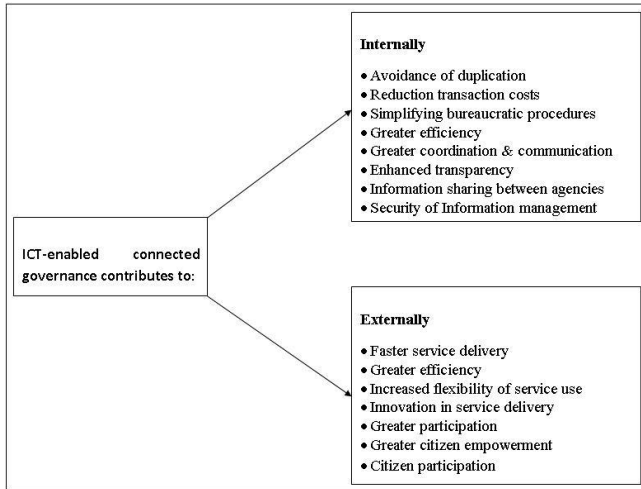 ICT-enabled connected
governance contributes to:
Internally
• Avoidance of duplication
• Reduction transaction costs
• Simplifying bureaucratic procedures
• Greater efficiency
• Greater coordination & communication
• Enhanced transparency
• Information sharing between agencies
• Security of Information management
Externally
• Faster service delivery
• Greater efficiency
• Increased flexibility of service use
• Innovation in service delivery
• Greater participation
• Greater citizen empowerment
• Citizen participation